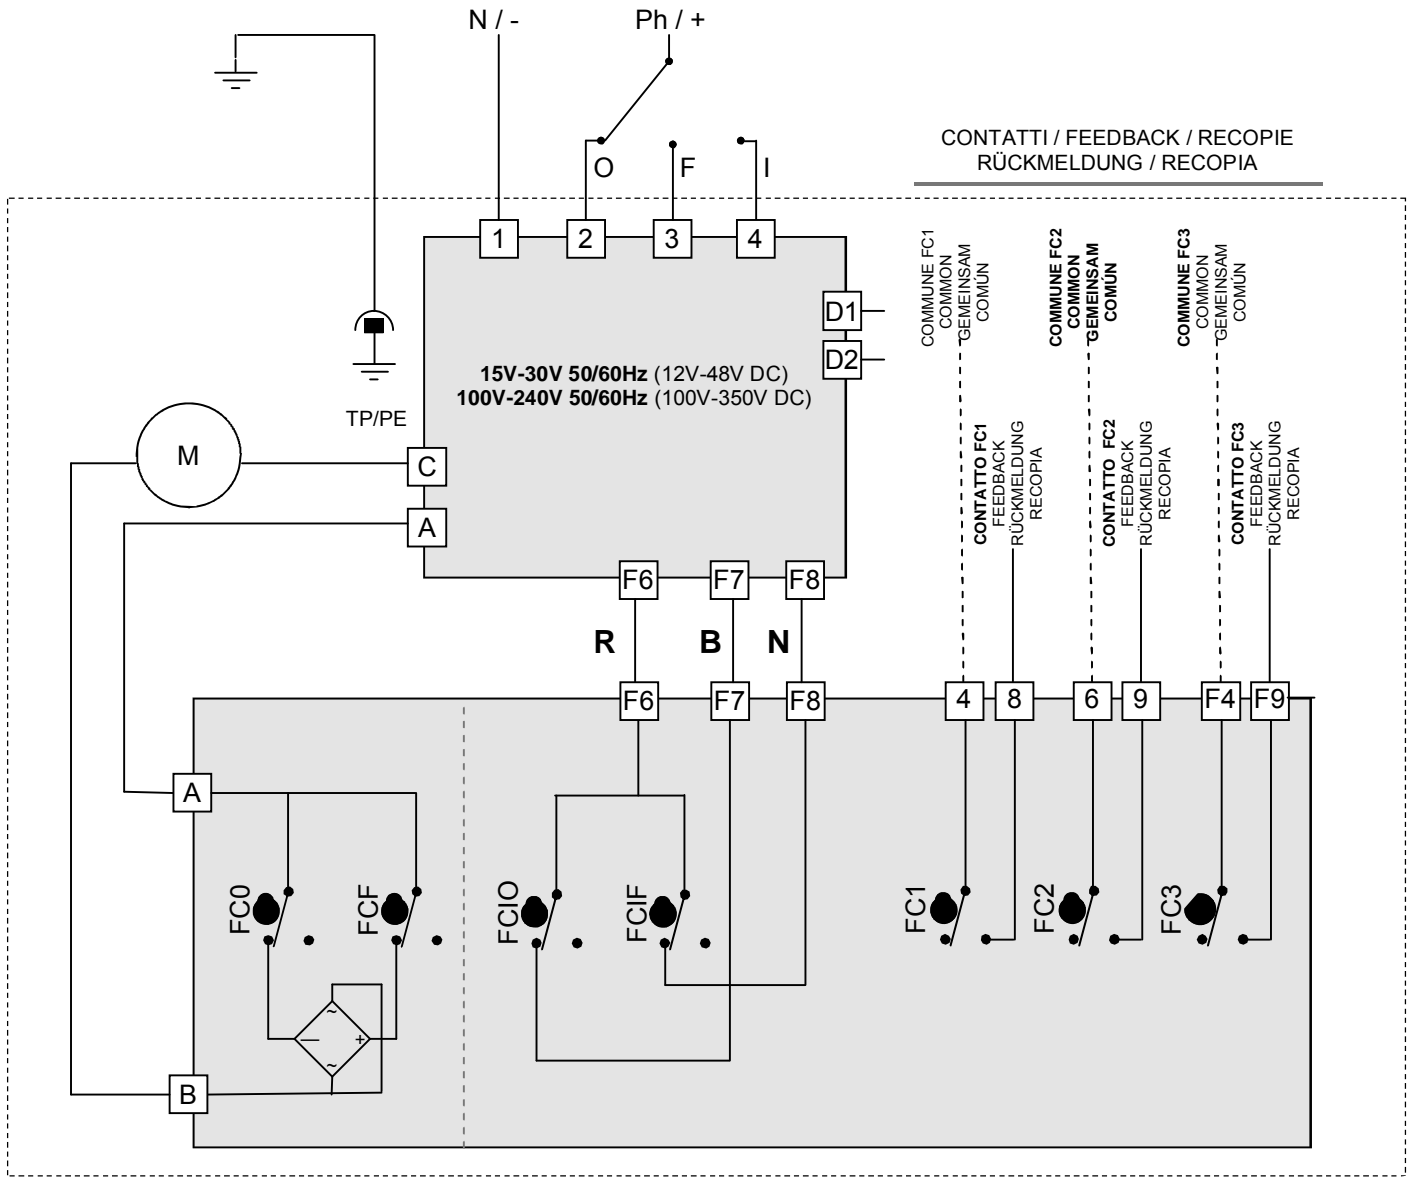 N / -
Ph / +
CONTATTI / FEEDBACK / RECOPIE
RÜCKMELDUNG / RECOPIA
O
F
I
1
2
3
4
D1
D2
15V-30V 50/60Hz (12V-48V DC)
100V-240V 50/60Hz (100V-350V DC)
TP/PE
M
C
A
COMMUNE FC1
COMMON
GEMEINSAM
COMÚN
COMUNE FC2
COMMON
GEMEINSAM
COMÚN
COMUNE FC3
COMMON
GEMEINSAM
COMÚN
CONTATTO FC1
FEEDBACK
RÜCKMELDUNG
RECOPIA
CONTATTO FC2
FEEDBACK
RÜCKMELDUNG
RECOPIA
CONTATTO FC3
FEEDBACK
RÜCKMELDUNG
RECOPIA
F6
F7
F8
R
B
N
F6
F7
F8
4
8
6
9
F4
F9
A
FC0
FCF
FCIO
FCIF
FC1
FC2
FC3
~
—
+
~
B